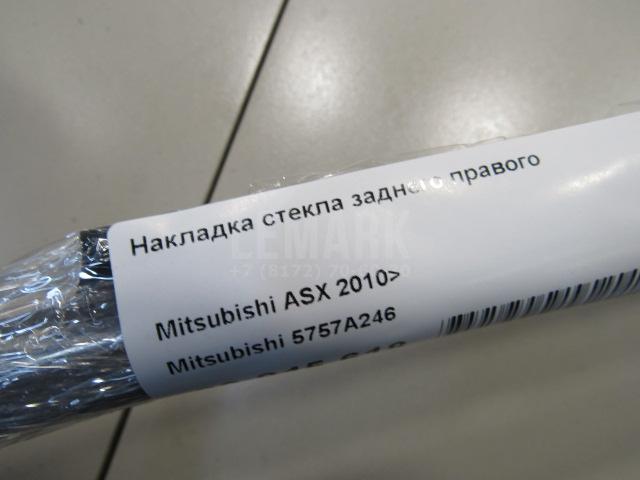 Накладка стекла заднего правого
LEMARK
Mitsubishi ASX 2010>
Mitsubishi 5757A246